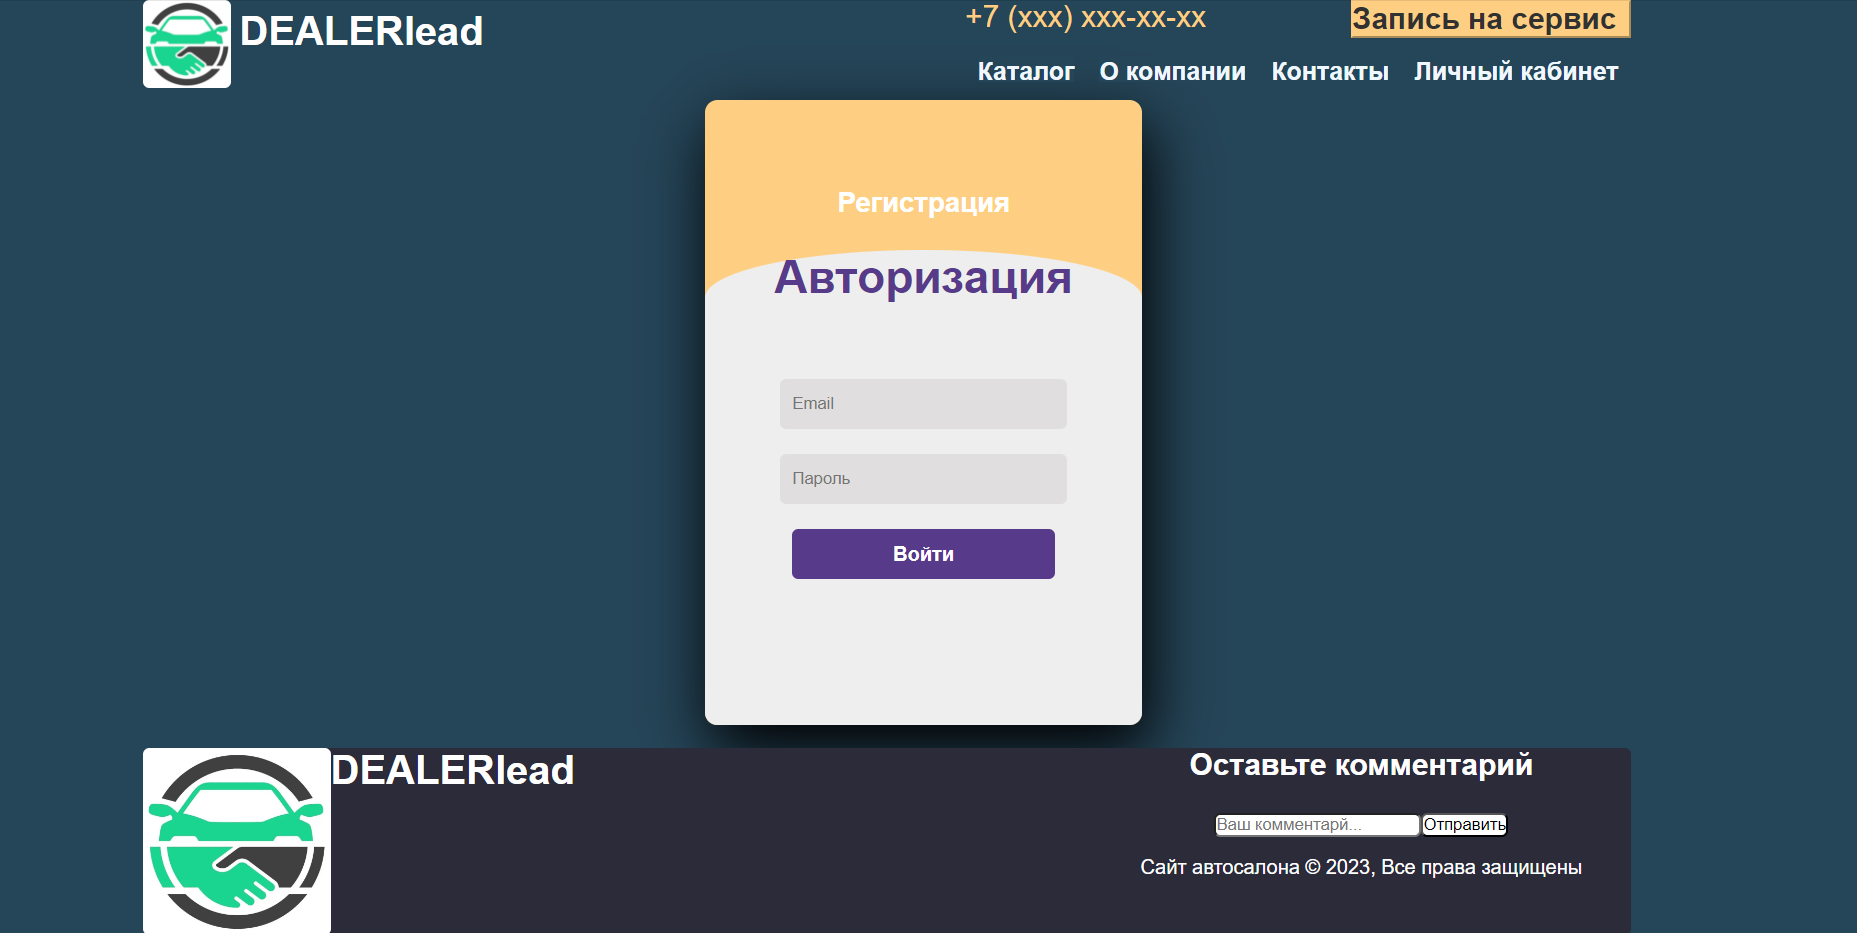 DEALERlead
+7 (xxx) xxx-xx-xx
Запись на сервис
Каталог О компании Контакты Личный кабинет
Регистрация
Авторизация
Email
Пароль
Войти
DEALERlead
Оставьте комментарий
Ваш комментарй... Отправить
Сайт автосалона © 2023, Все права защищены